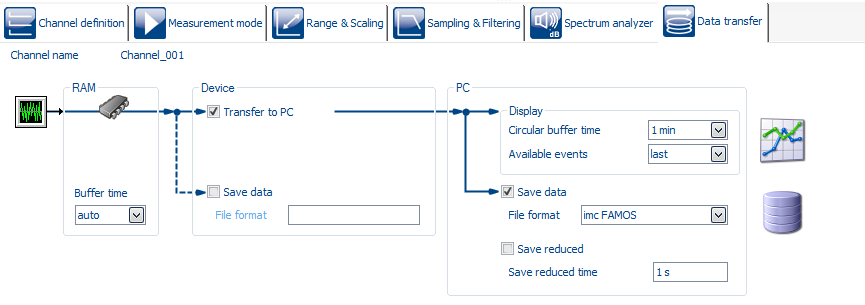 Channel definition Measurement mode Range & Scaling Sampling & Filtering dB Spectrum analyzer Data transfer
Channel name Channel_001
RAM Device PC
Transfer to PC Display
Circular buffer time 1 min
Available events last
Buffer time Save data Save data
auto File format File format imc FAMOS
Save reduced
Save reduced time 1 s